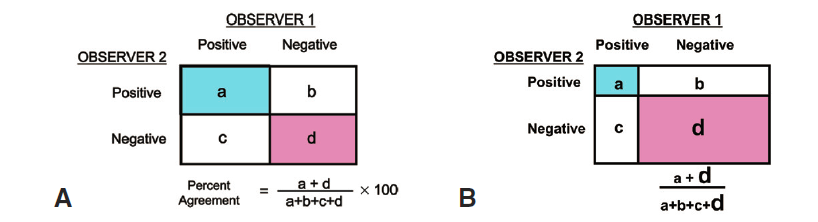 OBSERVER 1
Positive Negative
OBSERVER 2
Positive a b
Negative c d
A
Percent Agreement = a + d / a+b+c+d × 100
OBSERVER 1
Positive Negative
OBSERVER 2
Positive a b
Negative c d
B
a + d
a+b+c+d